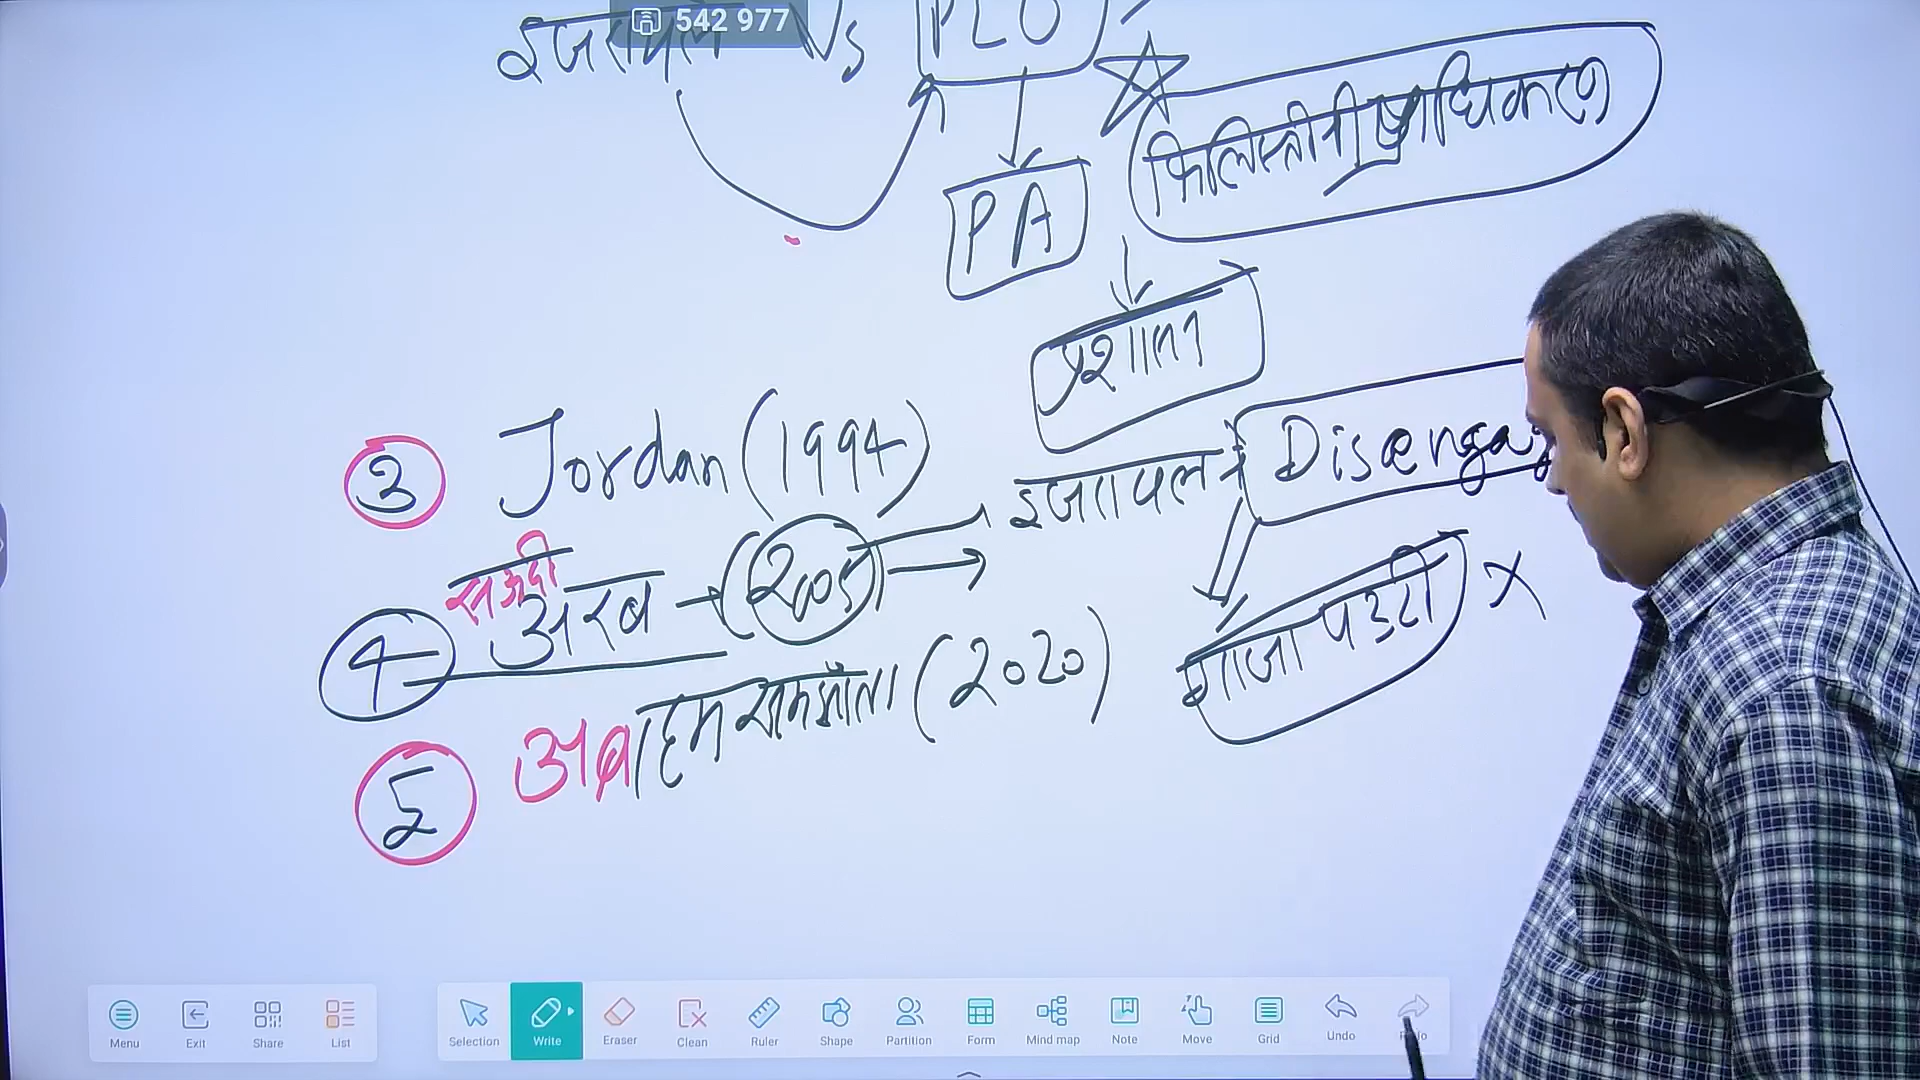 542 977
इजरायल Vs PLO
फिलिस्तीनी प्राधिकरण
PA
प्रशासन
3 Jordan (1994)
इजरायल ने Disenga
सऊदी
4 अरब → (2005) →
गाजा पट्टी X
5 अब्राहम समझौता (2020)
Menu Exit Share List Selection Write Eraser Clean Ruler Shape Partition Form Mind map Note Move Grid Undo Redo